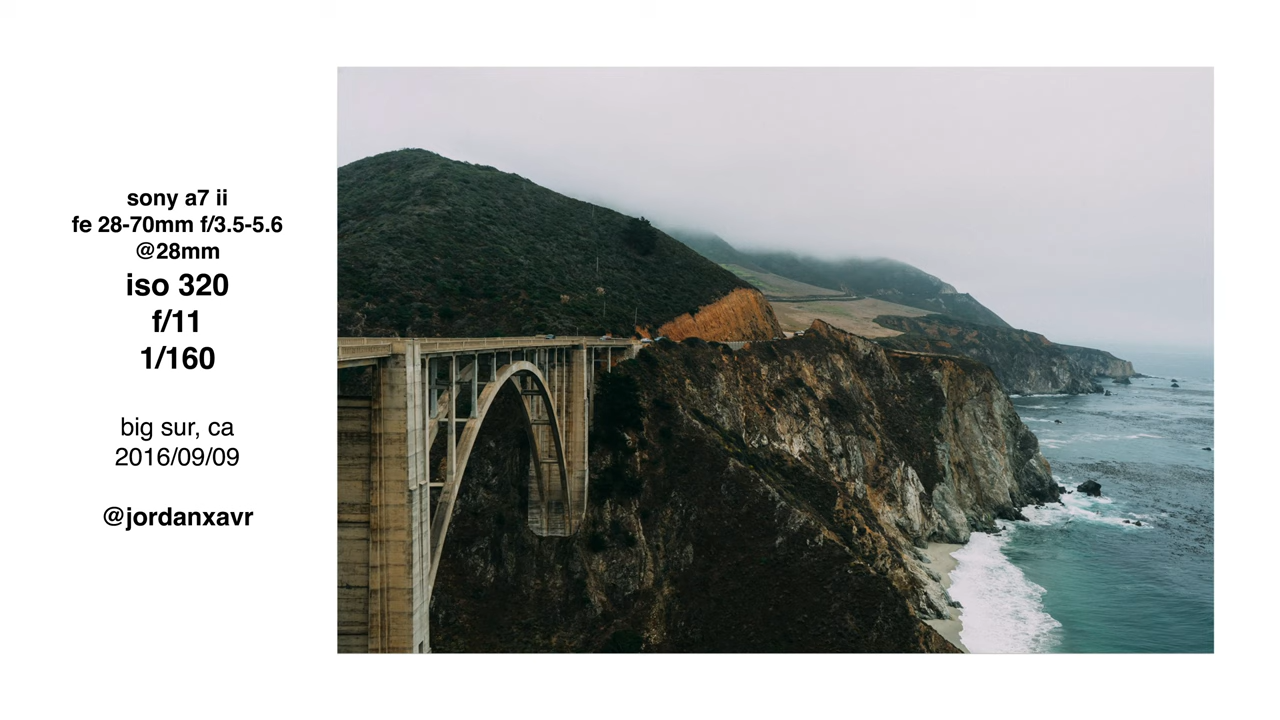 sony a7 ii
fe 28-70mm f/3.5-5.6
@28mm
iso 320
f/11
1/160
big sur, ca
2016/09/09
@jordanxavr